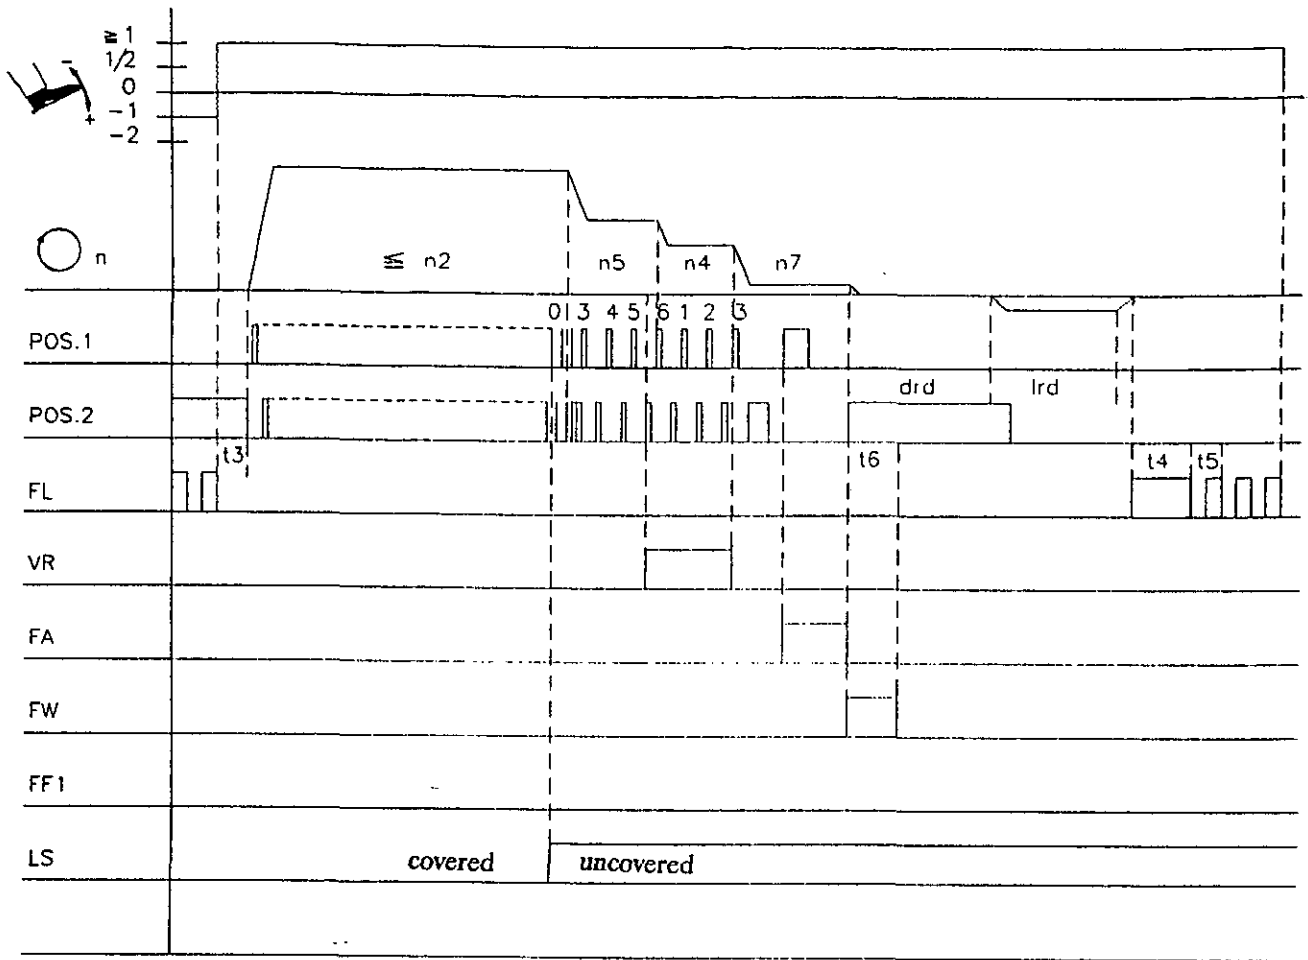 ≧ 1
1/2
0
-1
-2
-
+
n
≦ n2
n5
n4
n7
0 3 4 5 6 1 2 3
POS.1
drd
lrd
POS.2
t3
t6
t4
t5
FL
VR
FA
FW
FF1
LS
covered
uncovered